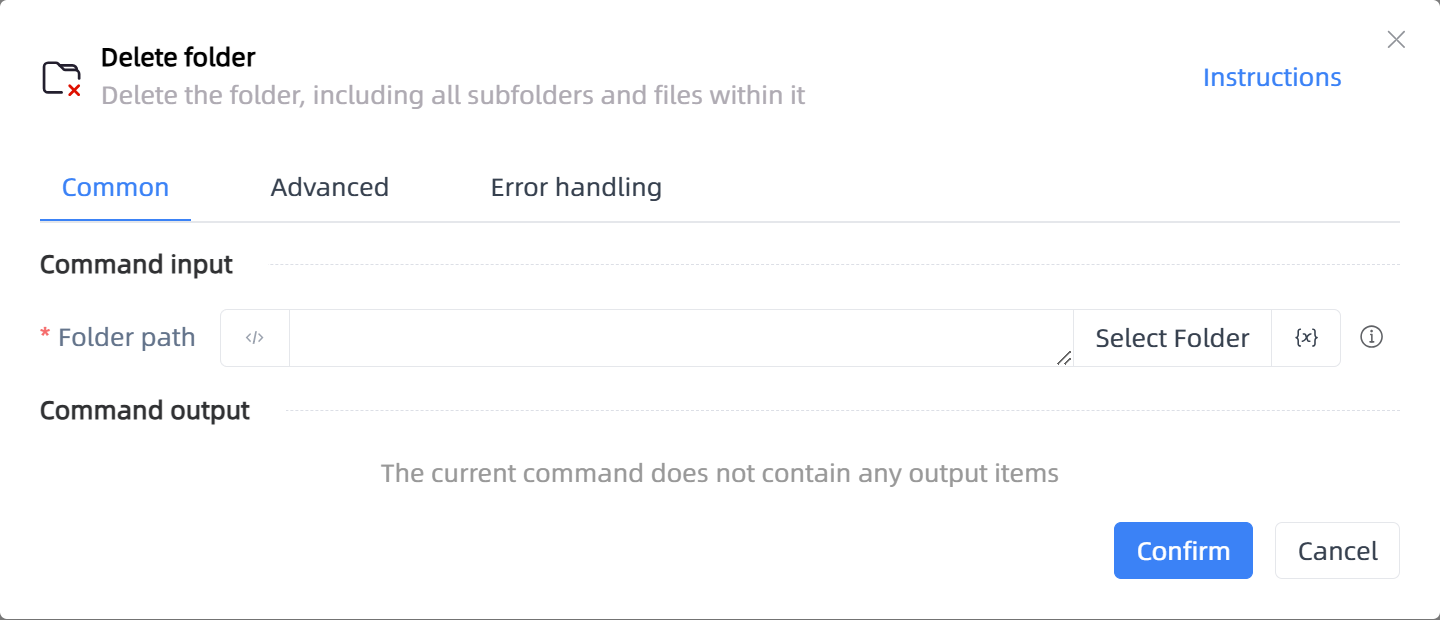 Delete folder
Delete the folder, including all subfolders and files within it
Instructions
Common
Advanced
Error handling
Command input
* Folder path
</>
Select Folder
{x}
Command output
The current command does not contain any output items
Confirm
Cancel